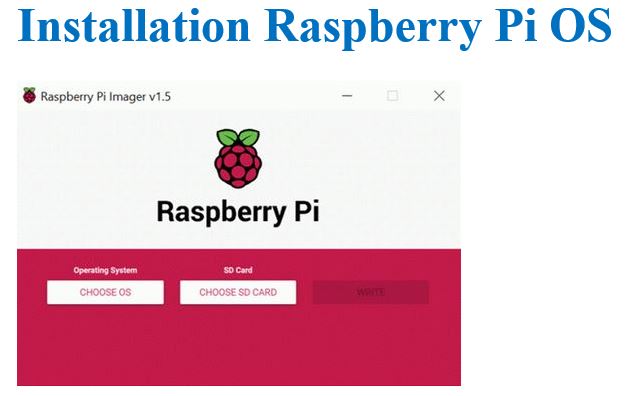 Installation Raspberry Pi OS
Raspberry Pi Imager v1.5
Raspberry Pi
Operating System SD Card
CHOOSE OS CHOOSE SD CARD WRITE